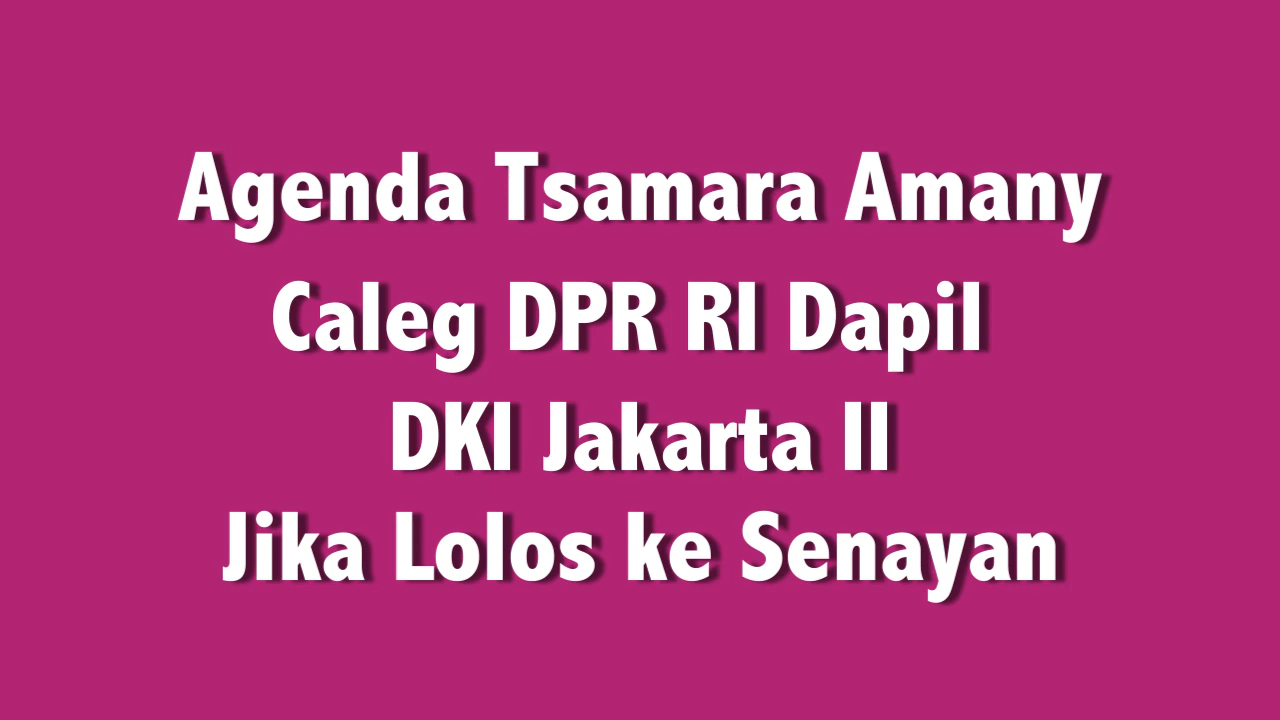 Agenda Tsamara Amany
Caleg DPR RI Dapil
DKI Jakarta II
Jika Lolos ke Senayan